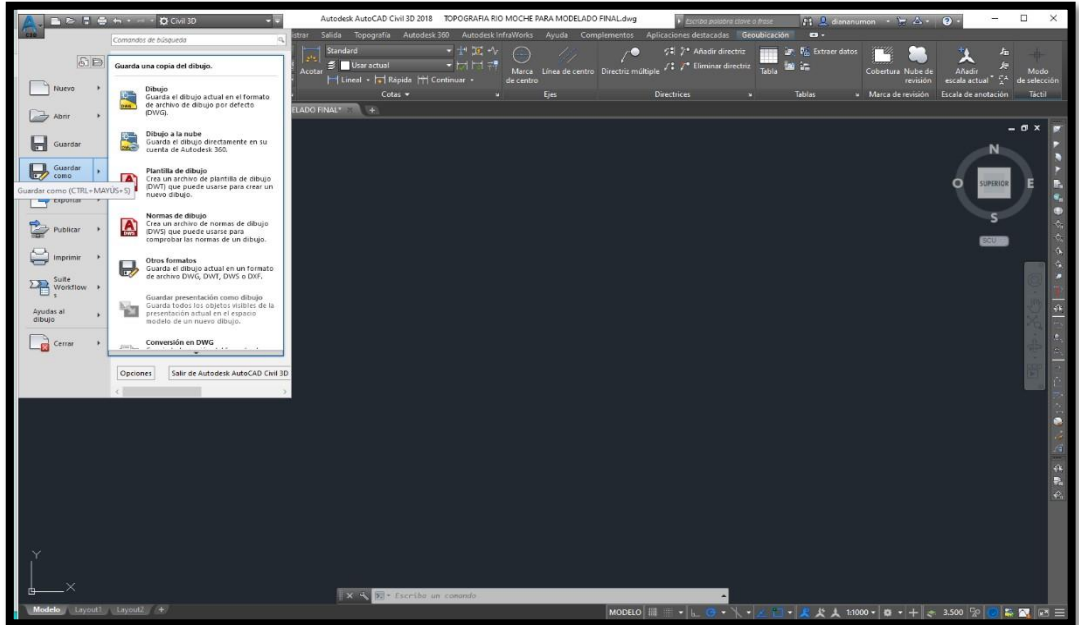 Civil 3D
Autodesk AutoCAD Civil 3D 2018 TOPOGRAFIA RIO MOCHE PARA MODELADO FINAL.dwg
Escriba palabra clave o frase
diananumon
C3D
Comandos de búsqueda
strar Salida Topografía Autodesk 360 Autodesk InfraWorks Ayuda Complementos Aplicaciones destacadas Geoubicación
Acotar
Standard
Usar actual
Lineal Rápida Continuar
Marca de centro
Línea de centro
Directriz múltiple
Añadir directriz
Eliminar directriz
Tabla
Extraer datos
Cobertura
Nube de revisión
Añadir escala actual
Modo de selección
Cotas Ejes Directrices Tablas Marca de revisión Escala de anotación Táctil
ELADO FINAL*
Nuevo
Abrir
Guardar
Guardar como
Guardar como (CTRL+MAYÚS+S)
Exportar
Publicar
Imprimir
Suite
Workflow
s
Ayudas al
dibujo
Cerrar
Guarda una copia del dibujo.
Dibujo
Guarda el dibujo actual en el formato
de archivo de dibujo por defecto
(DWG).
Dibujo a la nube
Guarda el dibujo directamente en su
cuenta de Autodesk 360.
Plantilla de dibujo
Crea un archivo de plantilla de dibujo
(DWT) que puede usarse para crear un
nuevo dibujo.
Normas de dibujo
Crea un archivo de normas de dibujo
(DWS) que puede usarse para
comprobar las normas de un dibujo.
Otros formatos
Guarda el dibujo actual en un formato
de archivo DWG, DWT, DWS o DXF.
Guardar presentación como dibujo
Guarda todos los objetos visibles de la
presentación actual en el espacio
modelo de un nuevo dibujo.
Conversión en DWG
Opciones
Salir de Autodesk AutoCAD Civil 3D
N
O SUPERIOR E
S
SCU
Y
X
Escriba un comando
Modelo Layout1 Layout2
MODELO 1:1000 3.500